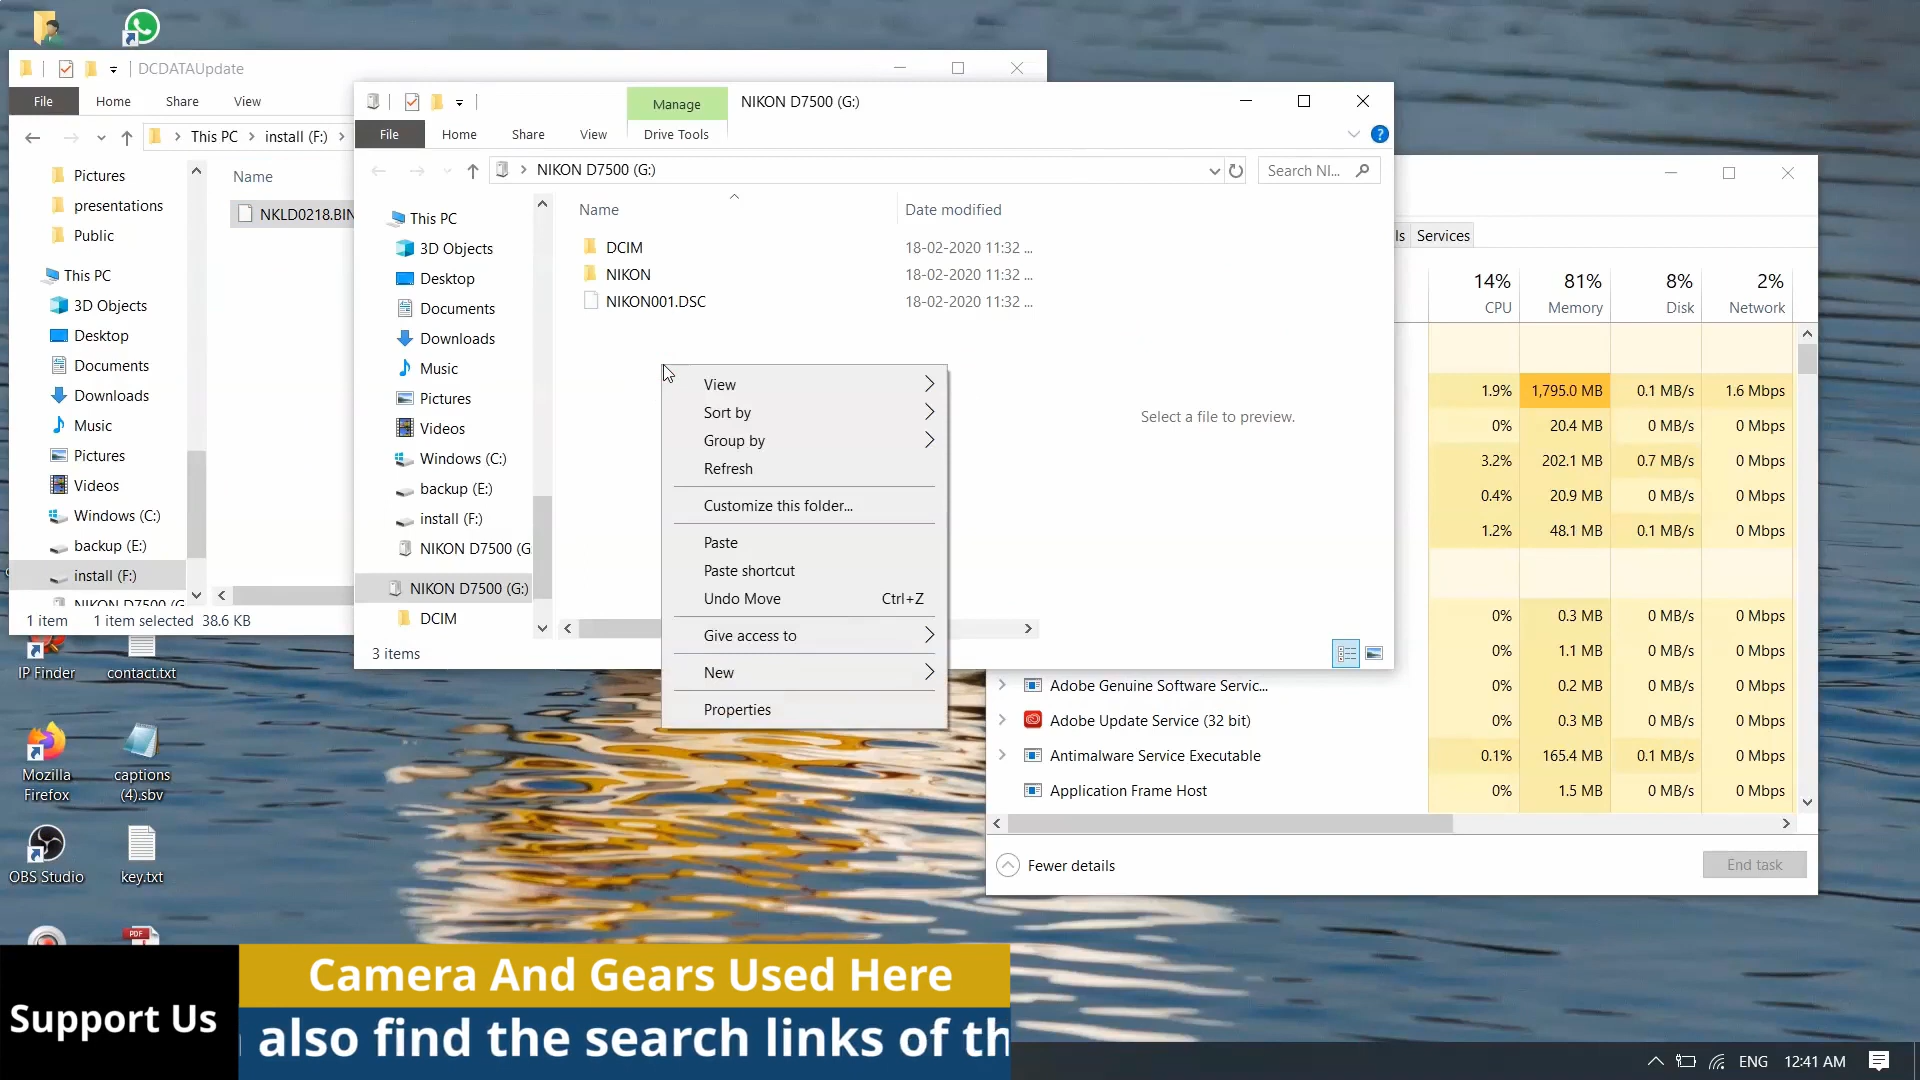 DCDATAUpdate
File Home Share View
This PC install (F:)
Pictures
presentations
Public
This PC
3D Objects
Desktop
Documents
Downloads
Music
Pictures
Videos
Windows (C:)
backup (E:)
install (F:)
NIKON D7500 (G
Name
NKLD0218.BIN
1 item 1 item selected 38.6 KB
Manage NIKON D7500 (G:)
File Home Share View Drive Tools
NIKON D7500 (G:)
Search NI...
This PC
3D Objects
Desktop
Documents
Downloads
Music
Pictures
Videos
Windows (C:)
backup (E:)
install (F:)
NIKON D7500 (G
NIKON D7500 (G:)
DCIM
3 items
Name Date modified
DCIM 18-02-2020 11:32 ...
NIKON 18-02-2020 11:32 ...
NIKON001.DSC 18-02-2020 11:32 ...
Select a file to preview.
View
Sort by
Group by
Refresh
Customize this folder...
Paste
Paste shortcut
Undo Move Ctrl+Z
Give access to
New
Properties
ls Services
14% 81% 8% 2%
CPU Memory Disk Network
1.9% 1,795.0 MB 0.1 MB/s 1.6 Mbps
0% 20.4 MB 0 MB/s 0 Mbps
3.2% 202.1 MB 0.7 MB/s 0 Mbps
0.4% 20.9 MB 0 MB/s 0 Mbps
1.2% 48.1 MB 0.1 MB/s 0 Mbps
0% 0.3 MB 0 MB/s 0 Mbps
0% 1.1 MB 0 MB/s 0 Mbps
Adobe Genuine Software Servic... 0% 0.2 MB 0 MB/s 0 Mbps
Adobe Update Service (32 bit) 0% 0.3 MB 0 MB/s 0 Mbps
Antimalware Service Executable 0.1% 165.4 MB 0.1 MB/s 0 Mbps
Application Frame Host 0% 1.5 MB 0 MB/s 0 Mbps
Fewer details End task
IP Finder contact.txt
Mozilla
Firefox
captions
(4).sbv
OBS Studio key.txt
PDF
Support Us
Camera And Gears Used Here
also find the search links of th
ENG 12:41 AM